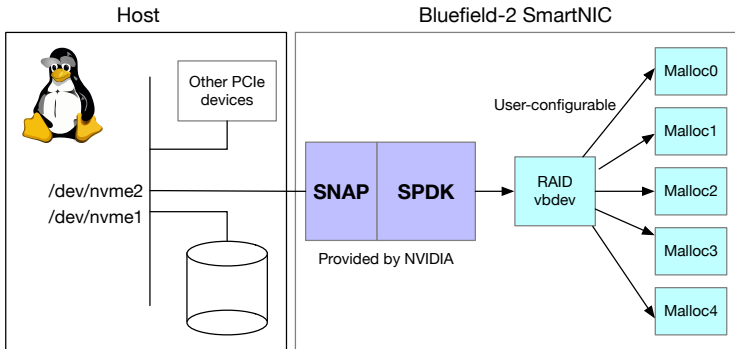 Host
Bluefield-2 SmartNIC
Other PCIe
devices
/dev/nvme2
/dev/nvme1
SNAP
SPDK
Provided by NVIDIA
User-configurable
RAID
vbdev
Malloc0
Malloc1
Malloc2
Malloc3
Malloc4